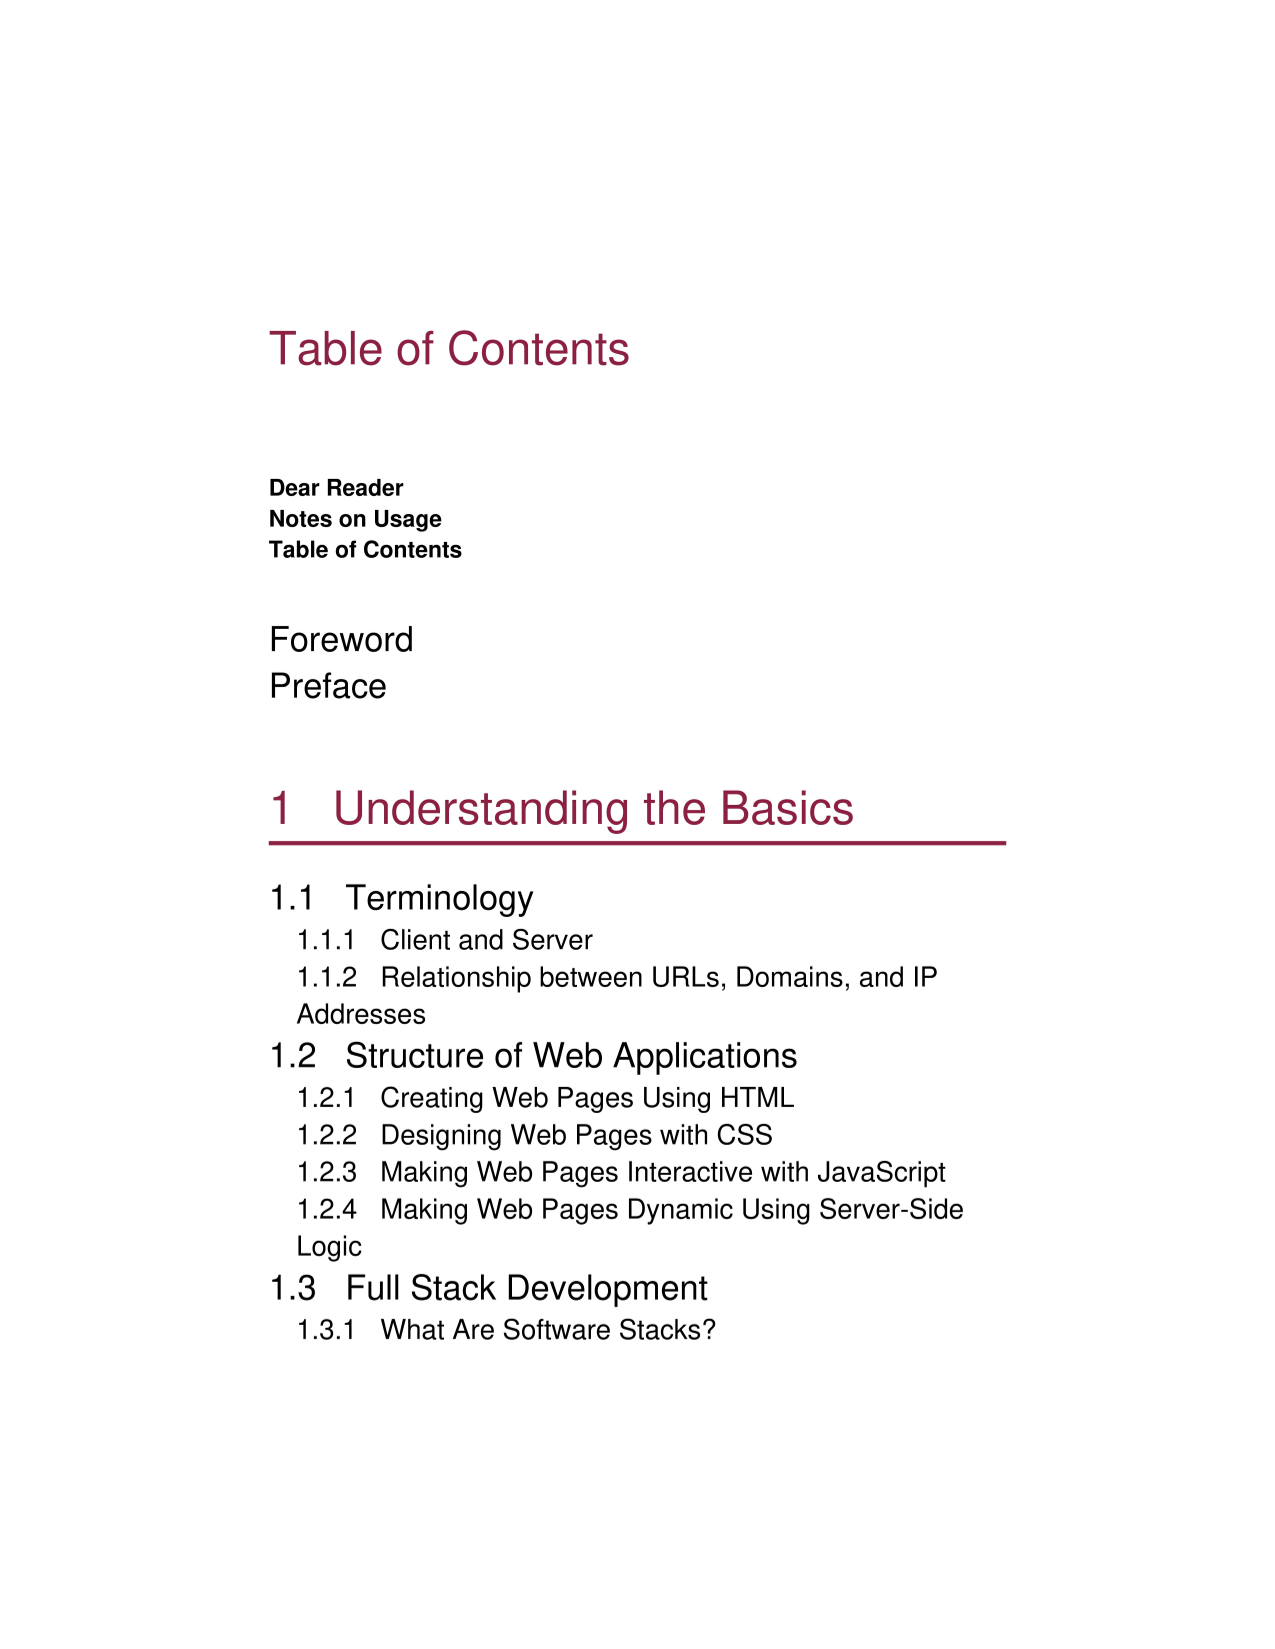 Table of Contents
Dear Reader
Notes on Usage
Table of Contents
Foreword
Preface
1 Understanding the Basics
1.1 Terminology
1.1.1 Client and Server
1.1.2 Relationship between URLs, Domains, and IP
Addresses
1.2 Structure of Web Applications
1.2.1 Creating Web Pages Using HTML
1.2.2 Designing Web Pages with CSS
1.2.3 Making Web Pages Interactive with JavaScript
1.2.4 Making Web Pages Dynamic Using Server-Side
Logic
1.3 Full Stack Development
1.3.1 What Are Software Stacks?